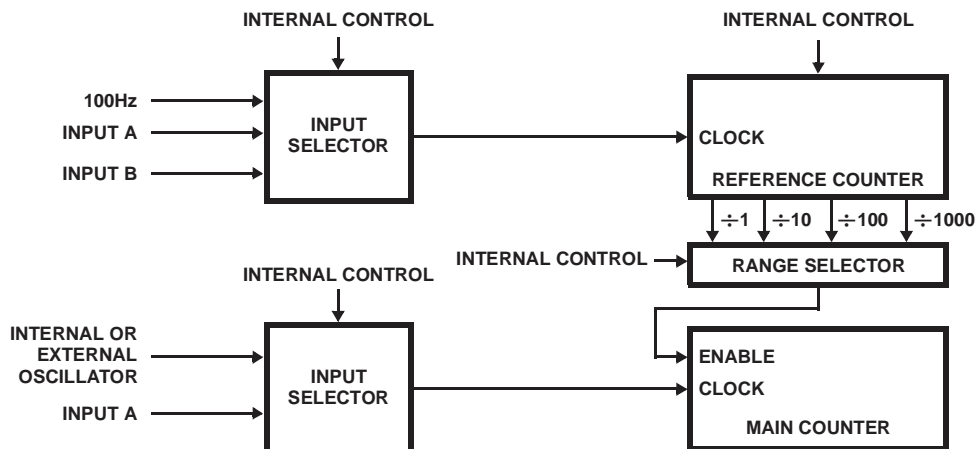 INTERNAL CONTROL
INTERNAL CONTROL
100Hz
INPUT A
INPUT B
INPUT
SELECTOR
CLOCK
REFERENCE COUNTER
÷1
÷10
÷100
÷1000
INTERNAL CONTROL
RANGE SELECTOR
INTERNAL CONTROL
INTERNAL OR
EXTERNAL
OSCILLATOR
INPUT A
INPUT
SELECTOR
ENABLE
CLOCK
MAIN COUNTER